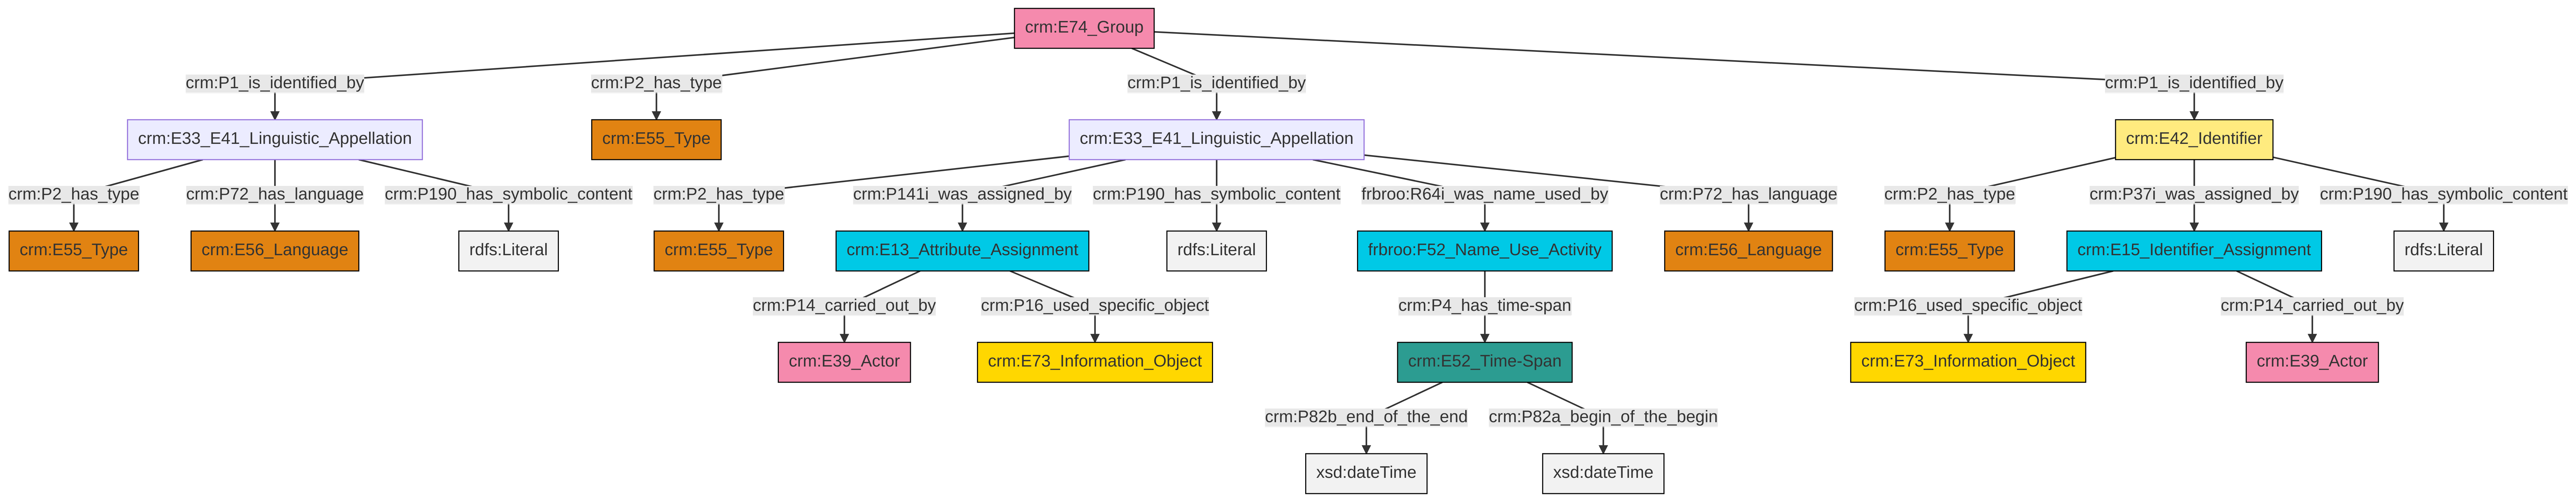 crm:E74_Group
crm:P1_is_identified_by
crm:P2_has_type
crm:P1_is_identified_by
crm:P1_is_identified_by
crm:E33_E41_Linguistic_Appellation
crm:E55_Type
crm:E33_E41_Linguistic_Appellation
crm:E42_Identifier
crm:P2_has_type
crm:P72_has_language
crm:P190_has_symbolic_content
crm:P2_has_type
crm:P141i_was_assigned_by
crm:P190_has_symbolic_content
frbroo:R64i_was_name_used_by
crm:P72_has_language
crm:P2_has_type
crm:P37i_was_assigned_by
crm:P190_has_symbolic_content
crm:E55_Type
crm:E56_Language
rdfs:Literal
crm:E55_Type
crm:E13_Attribute_Assignment
rdfs:Literal
frbroo:F52_Name_Use_Activity
crm:E56_Language
crm:E55_Type
crm:E15_Identifier_Assignment
rdfs:Literal
crm:P14_carried_out_by
crm:P16_used_specific_object
crm:P4_has_time-span
crm:P16_used_specific_object
crm:P14_carried_out_by
crm:E39_Actor
crm:E73_Information_Object
crm:E52_Time-Span
crm:E73_Information_Object
crm:E39_Actor
crm:P82b_end_of_the_end
crm:P82a_begin_of_the_begin
xsd:dateTime
xsd:dateTime